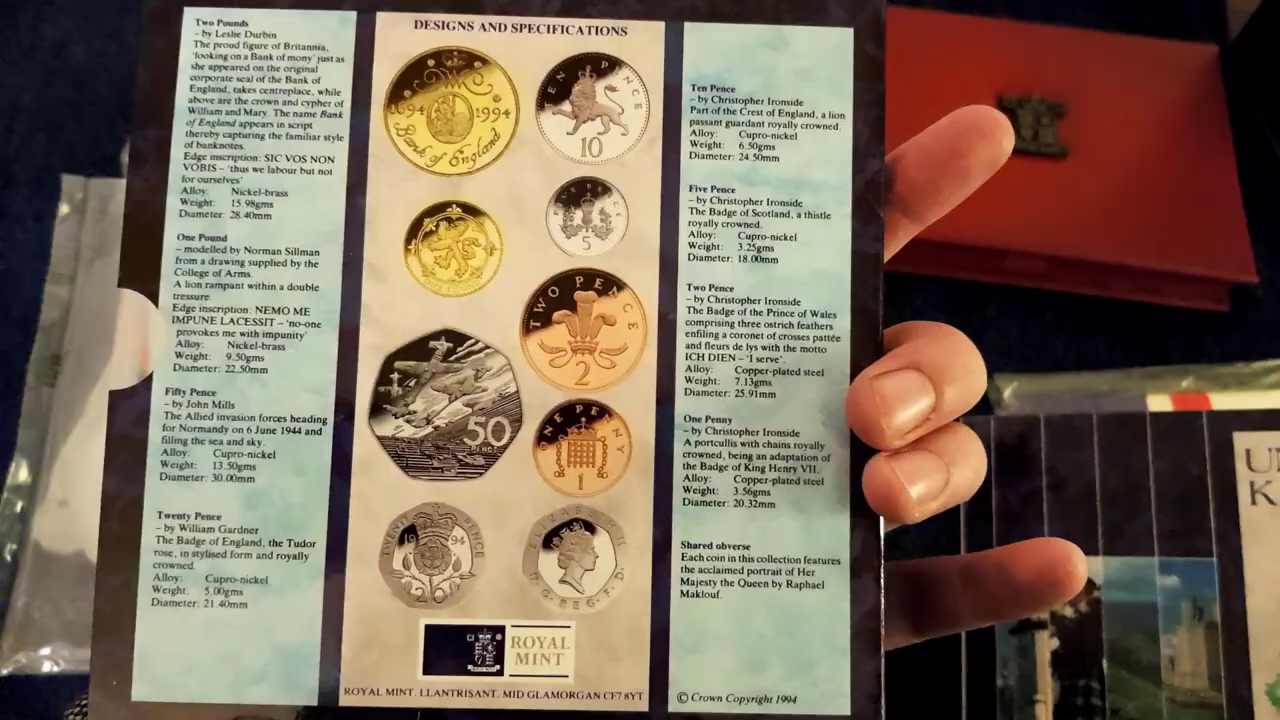 Two Pounds
– by Leslie Durbin
The proud figure of Britannia,
'looking on a Bank of mony' just as
she appeared on the original
corporate seal of the Bank of
England, takes centreplace, while
above are the crown and cypher of
William and Mary. The name Bank
of England appears in script
thereby capturing the familiar style
of banknotes.
Edge inscription: SIC VOS NON
VOBIS – 'thus we labour but not
for ourselves'
Alloy: Nickel-brass
Weight: 15.98gms
Diameter: 28.40mm
One Pound
– modelled by Norman Sillman
from a drawing supplied by the
College of Arms.
A lion rampant within a double
tressure.
Edge inscription: NEMO ME
IMPUNE LACESSIT – 'no-one
provokes me with impunity'
Alloy: Nickel-brass
Weight: 9.50gms
Diameter: 22.50mm
Fifty Pence
– by John Mills
The Allied invasion forces heading
for Normandy on 6 June 1944 and
filling the sea and sky.
Alloy: Cupro-nickel
Weight: 13.50gms
Diameter: 30.00mm
Twenty Pence
– by William Gardner
The Badge of England, the Tudor
rose, in stylised form and royally
crowned.
Alloy: Cupro-nickel
Weight: 5.00gms
Diameter: 21.40mm
DESIGNS AND SPECIFICATIONS
1694 1994
Bank of England
TEN PENCE
10
FIVE PENCE
5
TWO PENCE
2
50
PENCE
ONE PENNY
1
TWENTY PENCE
19 94
20
ELIZABETH II
D·G·REG·F·D·
ROYAL
MINT
ROYAL MINT, LLANTRISANT, MID GLAMORGAN CF7 8YT
Ten Pence
– by Christopher Ironside
Part of the Crest of England, a lion
passant guardant royally crowned.
Alloy: Cupro-nickel
Weight: 6.50gms
Diameter: 24.50mm
Five Pence
– by Christopher Ironside
The Badge of Scotland, a thistle
royally crowned.
Alloy: Cupro-nickel
Weight: 3.25gms
Diameter: 18.00mm
Two Pence
– by Christopher Ironside
The Badge of the Prince of Wales
comprising three ostrich feathers
enfiling a coronet of crosses pattée
and fleurs de lys with the motto
ICH DIEN – 'I serve'.
Alloy: Copper-plated steel
Weight: 7.13gms
Diameter: 25.91mm
One Penny
– by Christopher Ironside
A portcullis with chains royally
crowned, being an adaptation of
the Badge of King Henry VII.
Alloy: Copper-plated steel
Weight: 3.56gms
Diameter: 20.32mm
Shared obverse
Each coin in this collection features
the acclaimed portrait of Her
Majesty the Queen by Raphael
Maklouf.
© Crown Copyright 1994